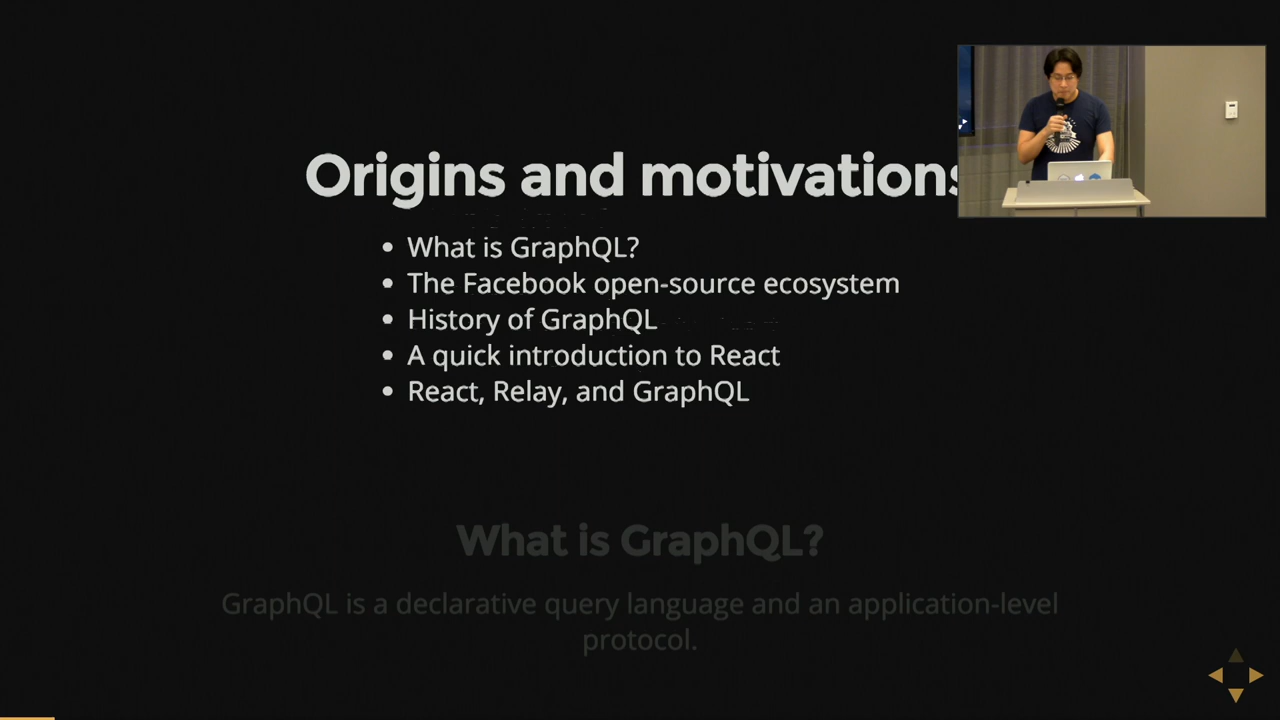 Origins and motivations
What is GraphQL?
The Facebook open-source ecosystem
History of GraphQL
A quick introduction to React
React, Relay, and GraphQL
What is GraphQL?
GraphQL is a declarative query language and an application-level
protocol.